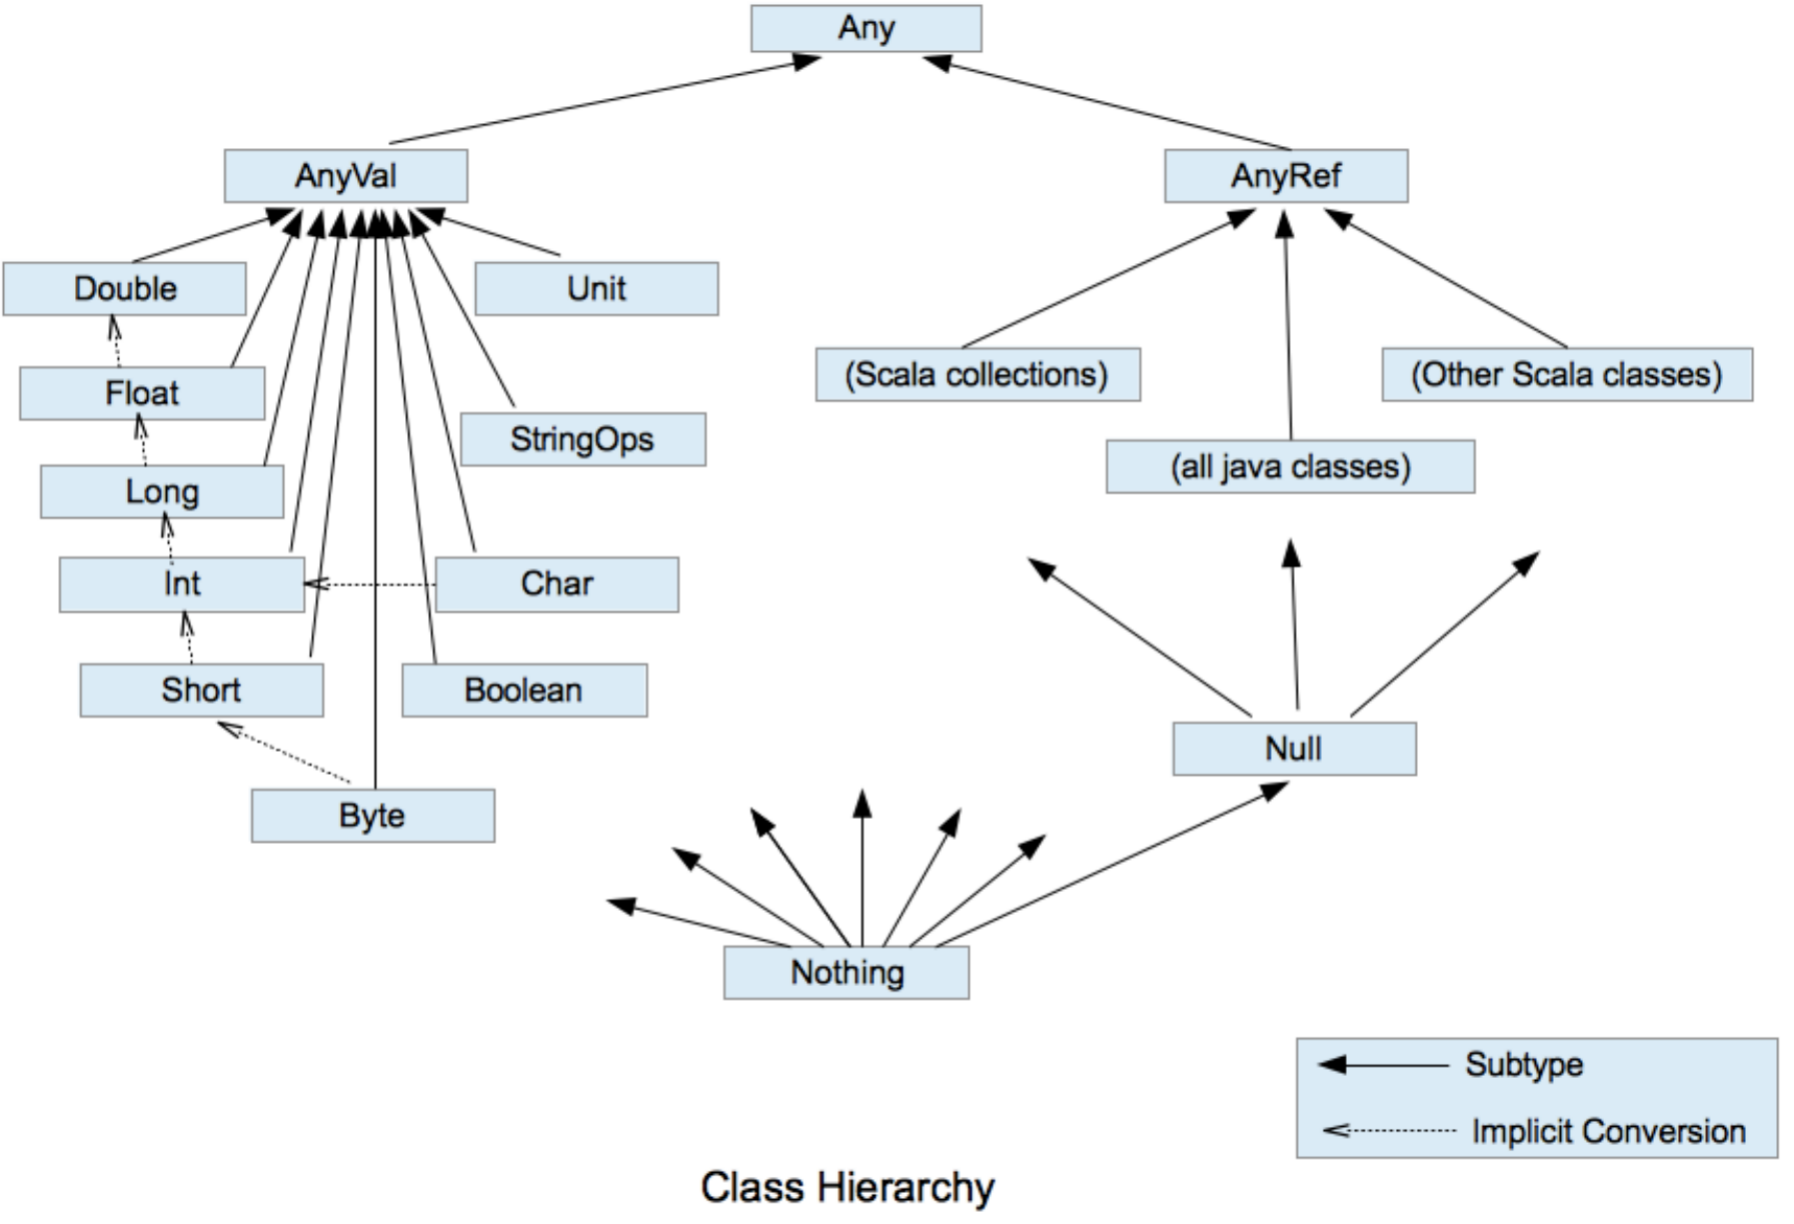 Any
AnyVal
AnyRef
Double
Unit
(Scala collections)
(Other Scala classes)
Float
StringOps
(all java classes)
Long
Int
Char
Short
Boolean
Null
Byte
Nothing
Subtype
Implicit Conversion
Class Hierarchy